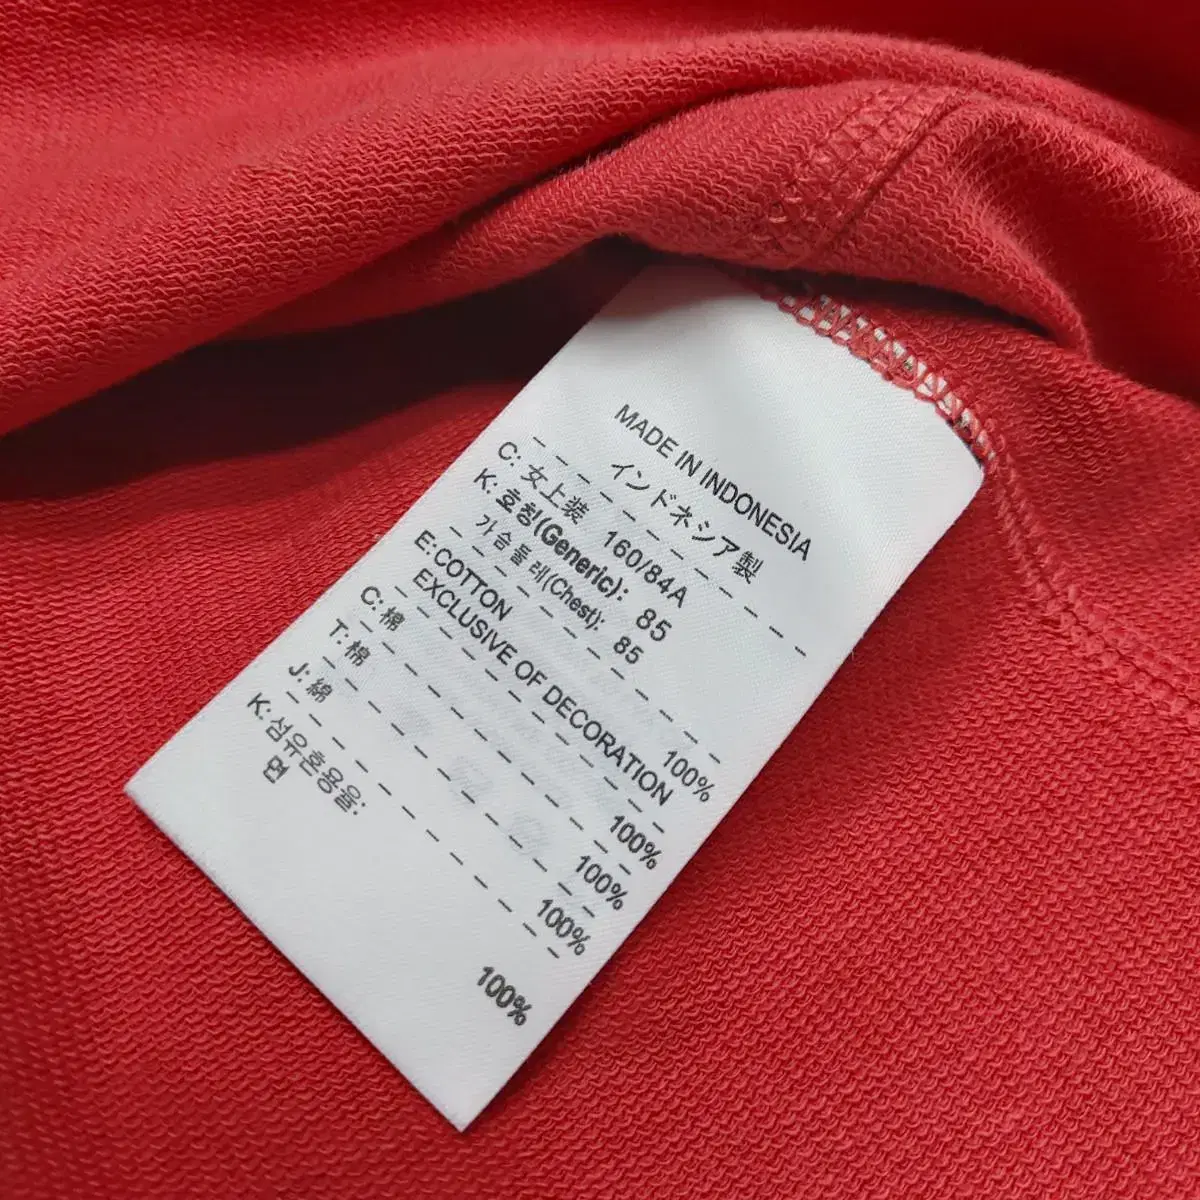 MADE IN INDONESIA
インドネシア製
C: 女上装 160/84A
K: 호칭(Generic): 85
가슴둘레(Chest): 85
E:COTTON 100%
EXCLUSIVE OF DECORATION
C: 棉 100%
T: 棉 100%
J: 綿 100%
K: 섬유혼용율:
면 100%